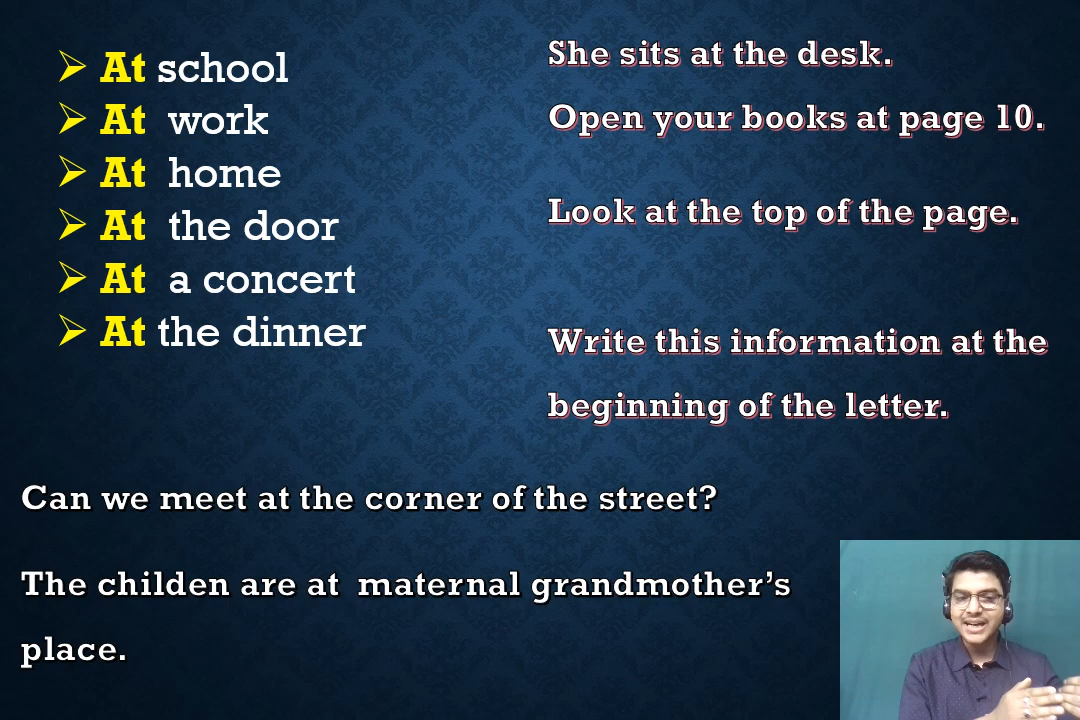 At school
At work
At home
At the door
At a concert
At the dinner
She sits at the desk.
Open your books at page 10.
Look at the top of the page.
Write this information at the
beginning of the letter.
Can we meet at the corner of the street?
The childen are at maternal grandmother’s
place.